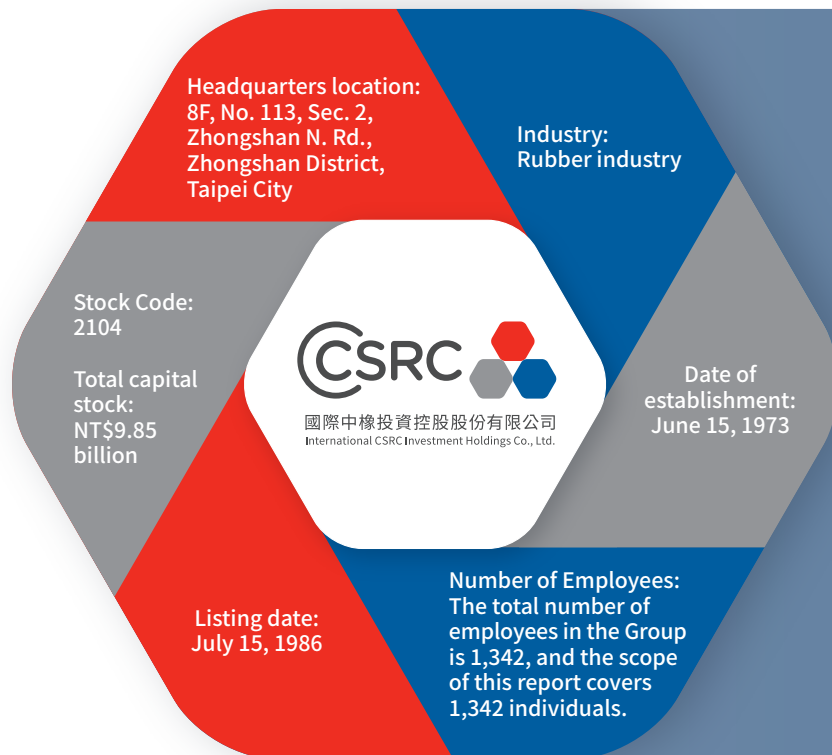 Headquarters location:
8F, No. 113, Sec. 2,
Zhongshan N. Rd.,
Zhongshan District,
Taipei City
Industry:
Rubber industry
Stock Code:
2104
Total capital
stock:
NT$9.85
billion
CSRC
國際中橡投資控股股份有限公司
International CSRC Investment Holdings Co., Ltd.
Date of
establishment:
June 15, 1973
Listing date:
July 15, 1986
Number of Employees:
The total number of
employees in the Group
is 1,342, and the scope
of this report covers
1,342 individuals.